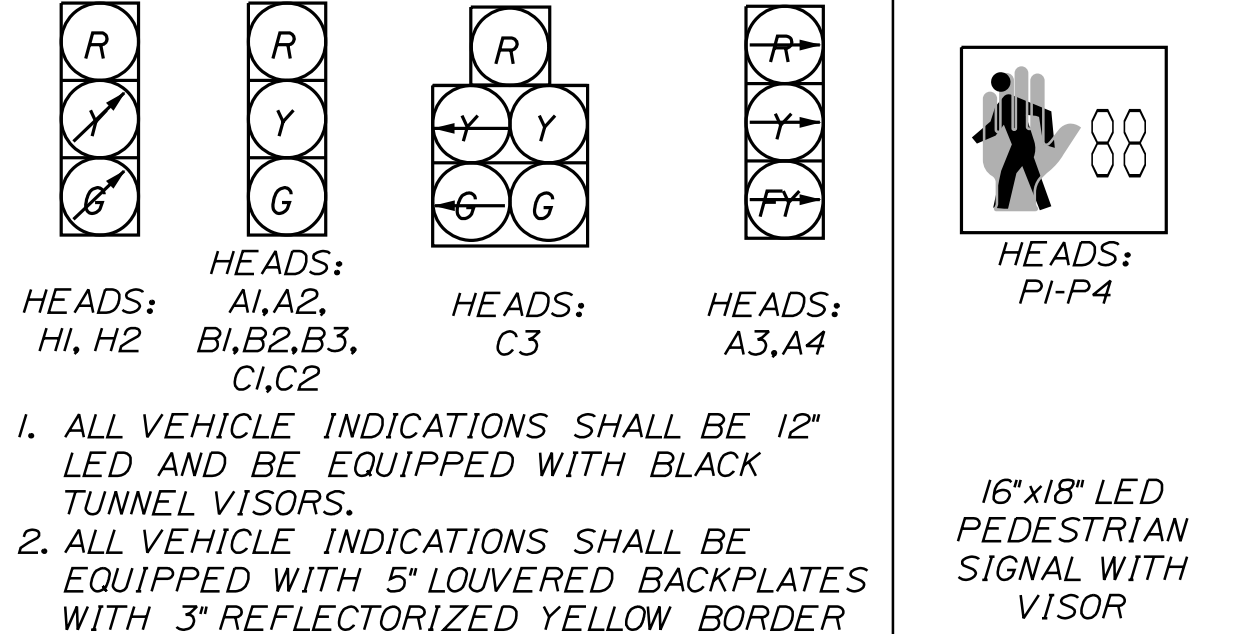 R
Y
G
HEADS:
H1, H2
R
Y
G
HEADS:
A1,A2,
B1,B2,B3,
C1,C2
R
Y Y
G G
HEADS:
C3
R
Y
FY
HEADS:
A3,A4
1. ALL VEHICLE INDICATIONS SHALL BE 12"
LED AND BE EQUIPPED WITH BLACK
TUNNEL VISORS.
2. ALL VEHICLE INDICATIONS SHALL BE
EQUIPPED WITH 5" LOUVERED BACKPLATES
WITH 3" REFLECTORIZED YELLOW BORDER
88
HEADS:
P1-P4
16"x18" LED
PEDESTRIAN
SIGNAL WITH
VISOR